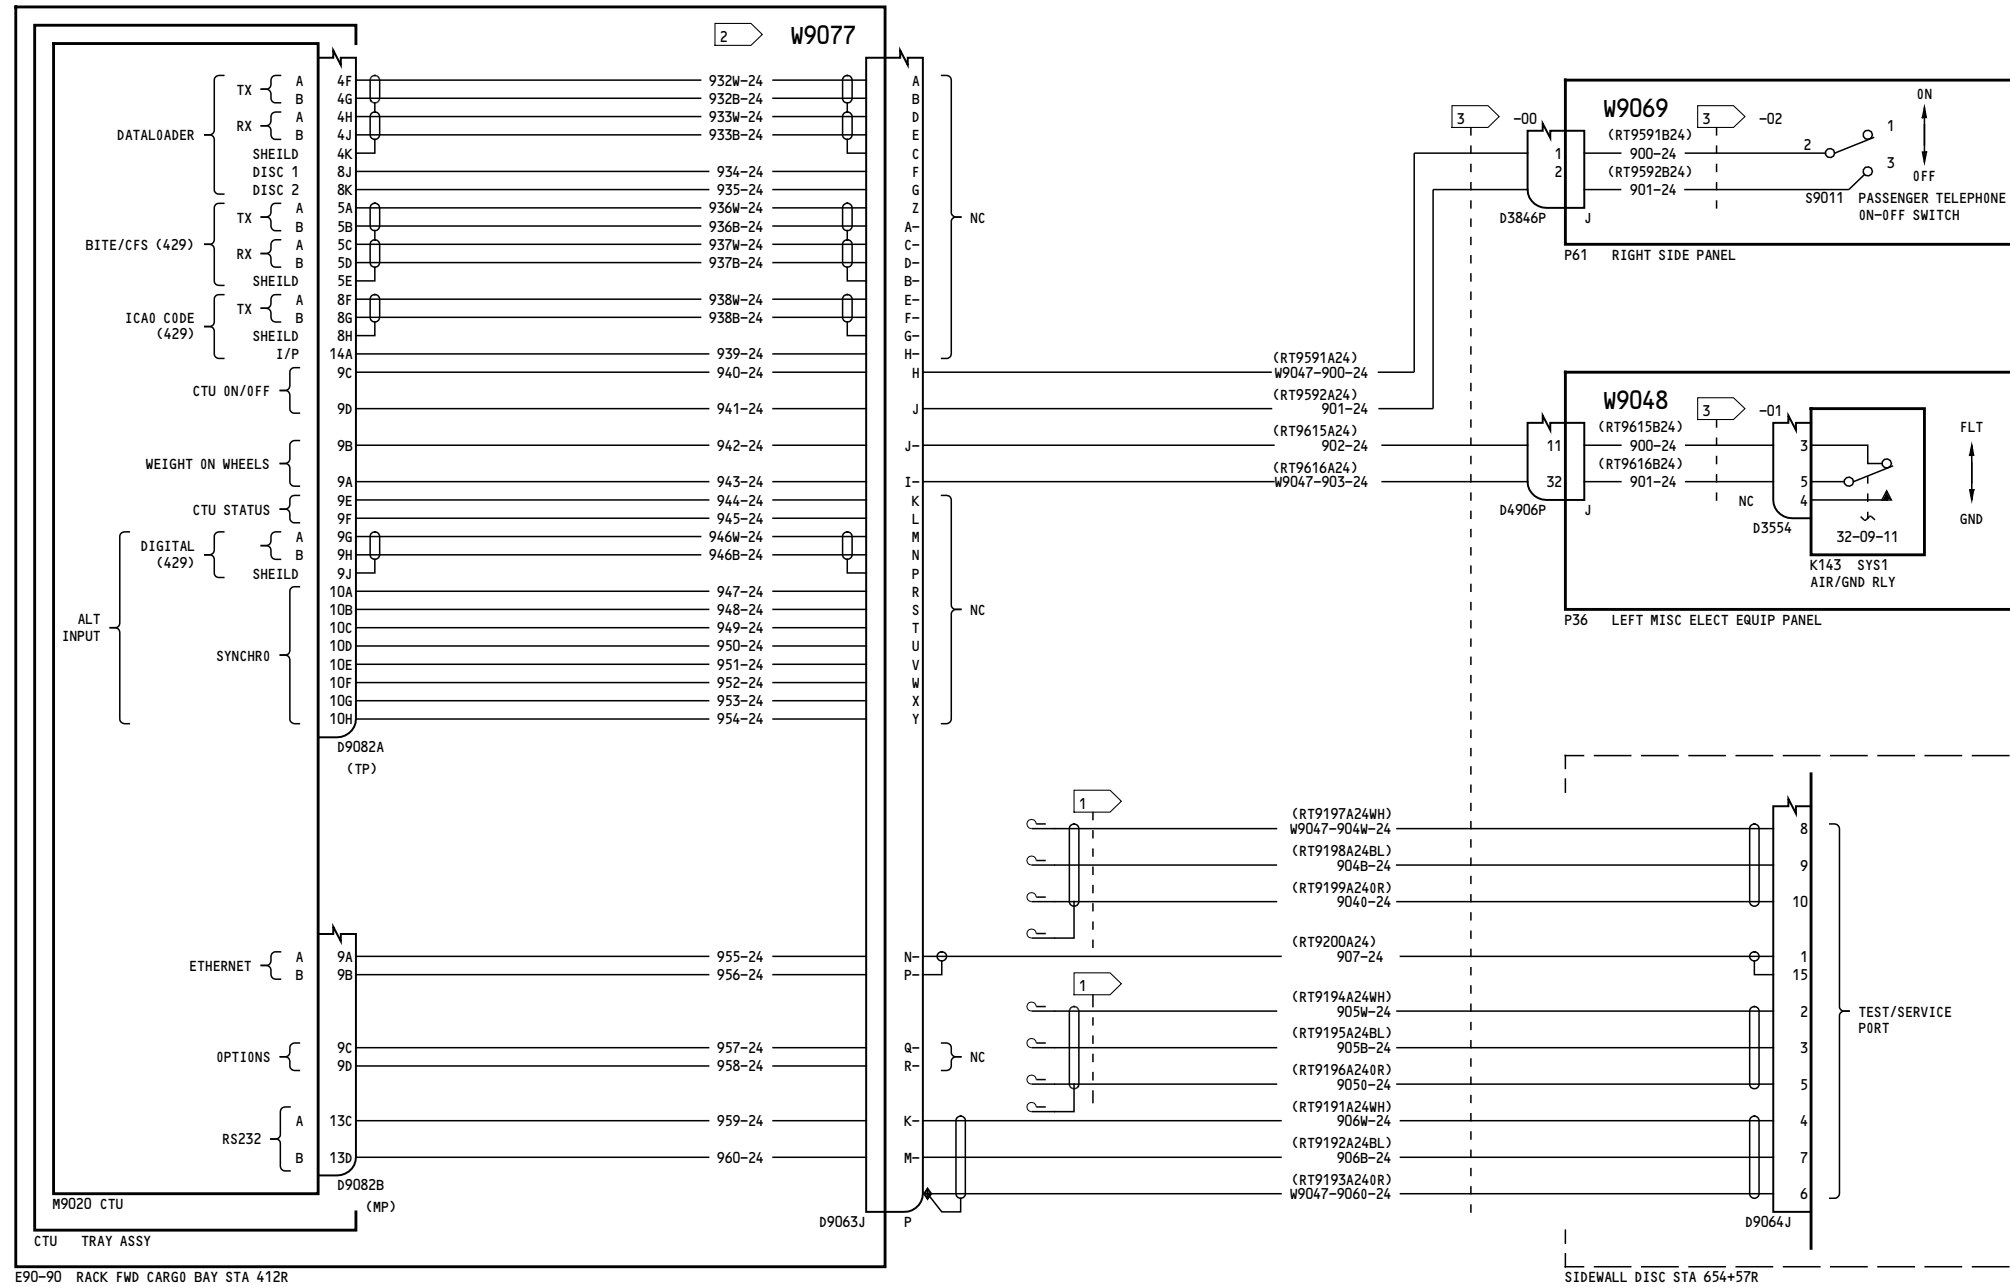 2 W9077
DATALOADER
TX A 4F 932W-24 A
B 4G 932B-24 B
RX A 4H 933W-24 D
B 4J 933B-24 E
SHEILD 4K C
DISC 1 8J 934-24 F
DISC 2 8K 935-24 G
BITE/CFS (429)
TX A 5A 936W-24 Z
B 5B 936B-24 A-
RX A 5C 937W-24 C-
B 5D 937B-24 D-
SHEILD 5E B-
ICAO CODE
(429)
TX A 8F 938W-24 E-
B 8G 938B-24 F-
SHEILD 8H G-
I/P 14A 939-24 H-
NC
CTU ON/OFF
9C 940-24 H
9D 941-24 J
WEIGHT ON WHEELS
9B 942-24 J-
9A 943-24 I-
CTU STATUS
9E 944-24 K
9F 945-24 L
ALT
INPUT
DIGITAL
(429)
A 9G 946W-24 M
B 9H 946B-24 N
SHEILD 9J P
SYNCHRO
10A 947-24 R
10B 948-24 S
10C 949-24 T
10D 950-24 U
10E 951-24 V
10F 952-24 W
10G 953-24 X
10H 954-24 Y
NC
D9082A
(TP)
ETHERNET
A 9A 955-24 N-
B 9B 956-24 P-
OPTIONS
9C 957-24 Q-
9D 958-24 R-
NC
RS232
A 13C 959-24 K-
B 13D 960-24 M-
D9082B
(MP)
M9020 CTU
CTU TRAY ASSY
E90-90 RACK FWD CARGO BAY STA 412R
D9063J P
(RT9591A24)
W9047-900-24
(RT9592A24)
901-24
(RT9615A24)
902-24
(RT9616A24)
W9047-903-24
3 -00
W9069 3 -02
(RT9591B24)
1 900-24 2
(RT9592B24)
2 901-24
1
3
ON
OFF
S9011 PASSENGER TELEPHONE
ON-OFF SWITCH
D3846P J
P61 RIGHT SIDE PANEL
W9048 3 -01
(RT9615B24)
11 900-24 3
(RT9616B24)
32 901-24 5
NC 4
D4906P J
D3554
32-09-11
K143 SYS1
AIR/GND RLY
FLT
GND
P36 LEFT MISC ELECT EQUIP PANEL
1
(RT9197A24WH)
W9047-904W-24 8
(RT9198A24BL)
904B-24 9
(RT9199A24OR)
904O-24 10
(RT9200A24)
907-24 1
15
1
(RT9194A24WH)
905W-24 2
(RT9195A24BL)
905B-24 3
(RT9196A24OR)
905O-24 5
(RT9191A24WH)
906W-24 4
(RT9192A24BL)
906B-24 7
(RT9193A24OR)
W9047-906O-24 6
TEST/SERVICE
PORT
D9064J
SIDEWALL DISC STA 654+57R